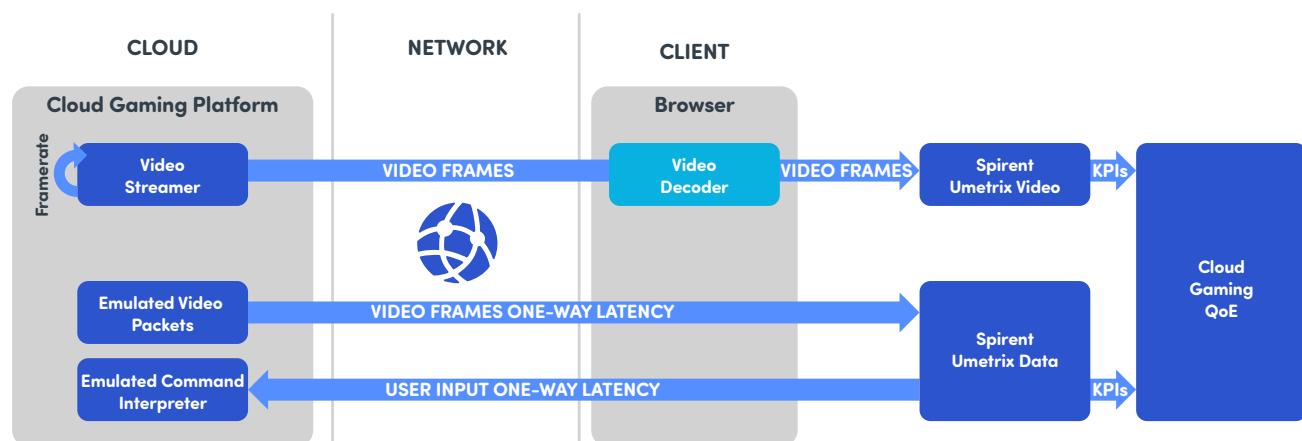 CLOUD
NETWORK
CLIENT
Cloud Gaming Platform
Browser
Framerate
Video
Streamer
VIDEO FRAMES
Video
Decoder
VIDEO FRAMES
Spirent
Umetrix Video
KPIs
Cloud
Gaming
QoE
Emulated Video
Packets
VIDEO FRAMES ONE-WAY LATENCY
Spirent
Umetrix Data
Emulated Command
Interpreter
USER INPUT ONE-WAY LATENCY
KPIs